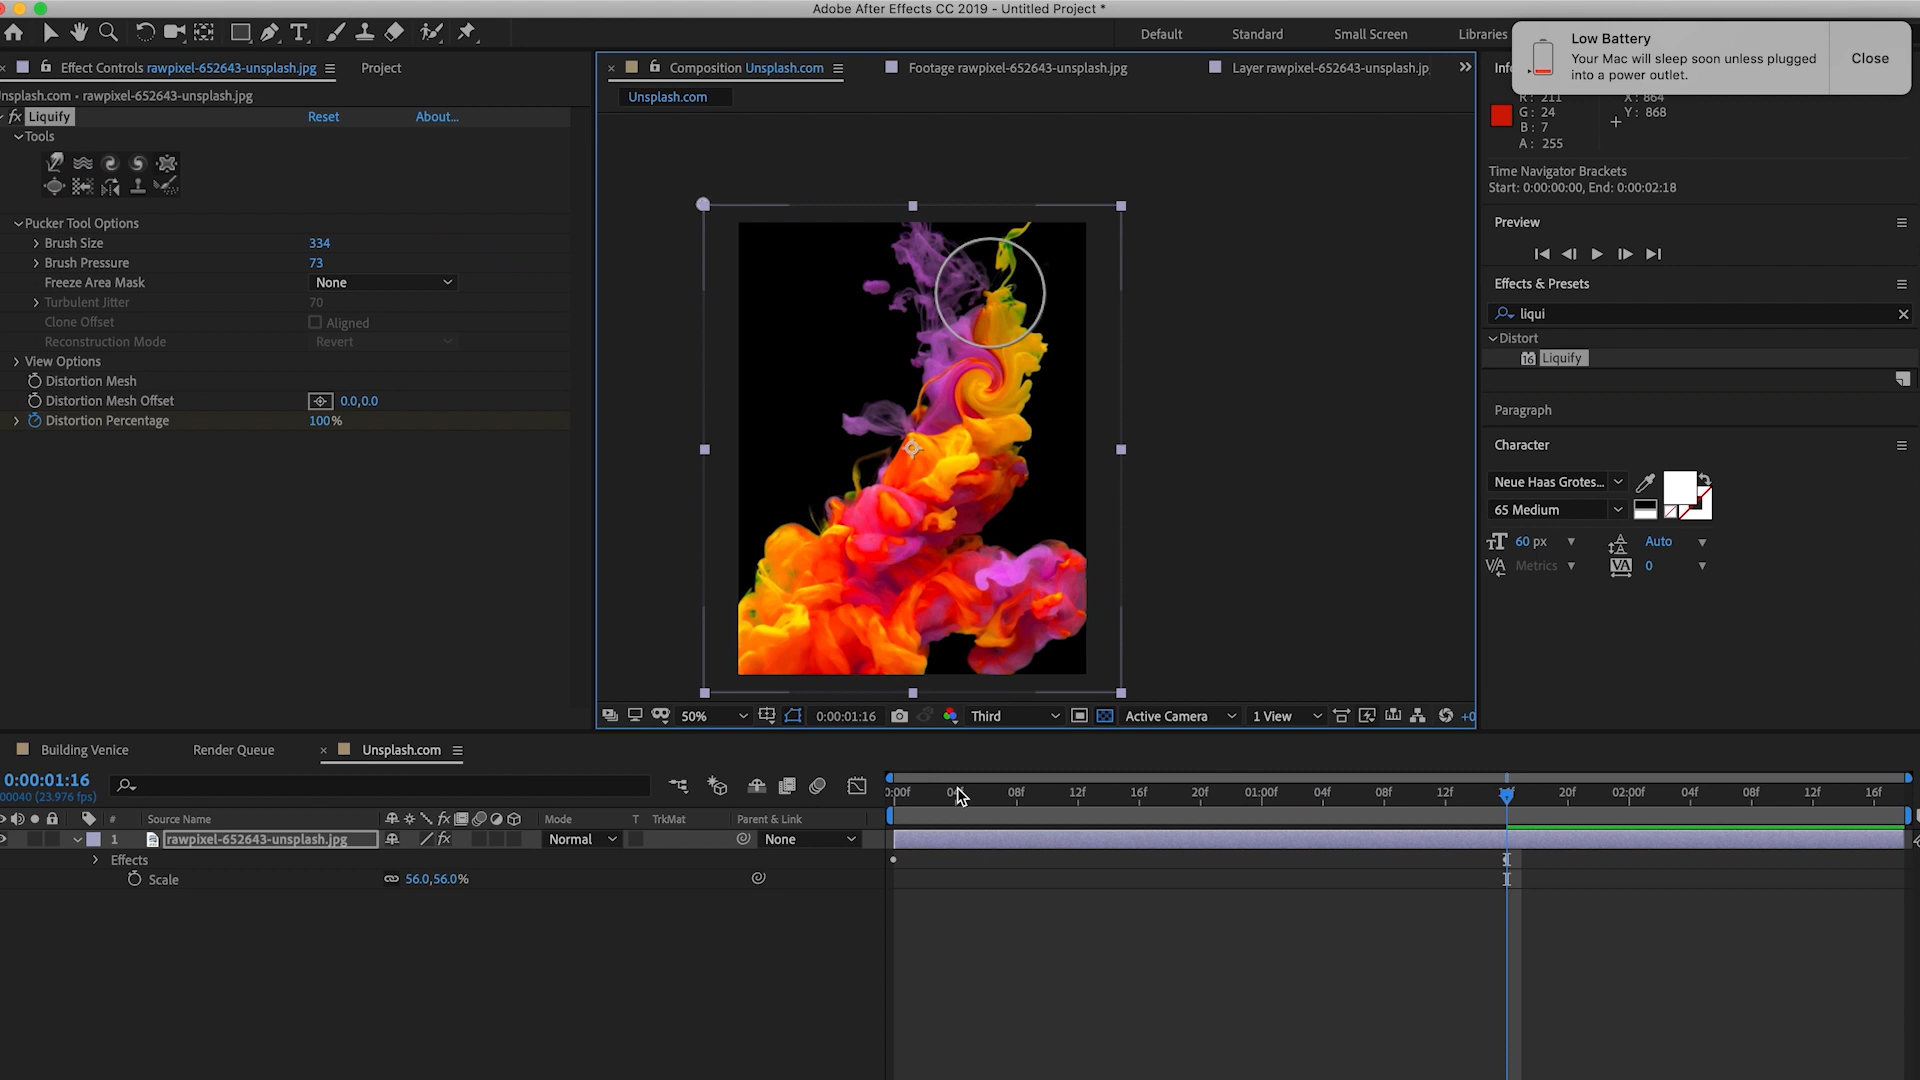 Adobe After Effects CC 2019 - Untitled Project *
Default Standard Small Screen Libraries
Low Battery
Your Mac will sleep soon unless plugged
into a power outlet.
Close
Effect Controls rawpixel-652643-unsplash.jpg Project
nsplash.com • rawpixel-652643-unsplash.jpg
fx Liquify Reset About...
Tools
Pucker Tool Options
Brush Size 334
Brush Pressure 73
Freeze Area Mask None
Turbulent Jitter 70
Clone Offset Aligned
Reconstruction Mode Revert
View Options
Distortion Mesh
Distortion Mesh Offset 0.0,0.0
Distortion Percentage 100%
Composition Unsplash.com Footage rawpixel-652643-unsplash.jpg Layer rawpixel-652643-unsplash.jp
Unsplash.com
50% 0:00:01:16 Third Active Camera 1 View +0
R: 211 X: 864
G: 24 Y: 868
B: 7
A: 255
Time Navigator Brackets
Start: 0:00:00:00, End: 0:00:02:18
Preview
Effects & Presets
liqui
Distort
16 Liquify
Paragraph
Character
Neue Haas Grotes...
65 Medium
60 px Auto
Metrics 0
Building Venice Render Queue Unsplash.com
0:00:01:16
00040 (23.976 fps)
):00f 08f 12f 16f 20f 01:00f 04f 08f 12f 20f 02:00f 04f 08f 12f 16f
# Source Name fx Mode T TrkMat Parent & Link
1 rawpixel-652643-unsplash.jpg fx Normal None
Effects
Scale 56.0,56.0%